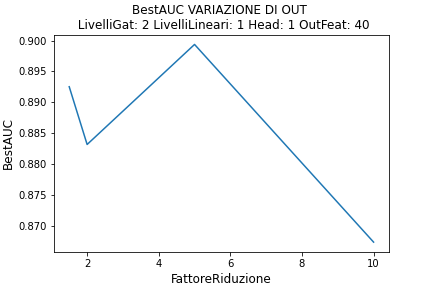 BestAUC VARIAZIONE DI OUT
LivelliGat: 2 LivelliLineari: 1 Head: 1 OutFeat: 40
0.900
0.895
0.890
0.885
0.880
0.875
0.870
BestAUC
2 4 6 8 10
FattoreRiduzione